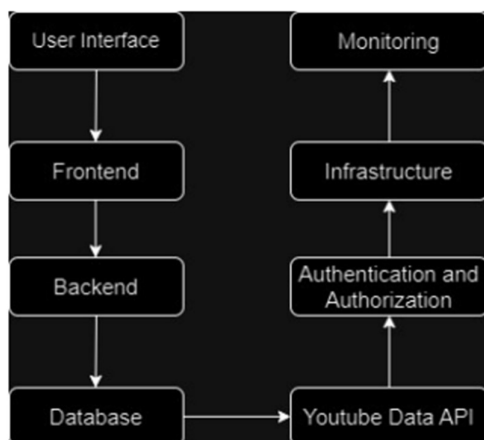 User Interface
Monitoring
Frontend
Infrastructure
Backend
Authentication and
Authorization
Database
Youtube Data API